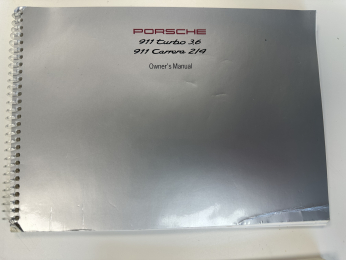 PORSCHE
911 turbo 3.6
911 Carrera 2/4
Owner's Manual